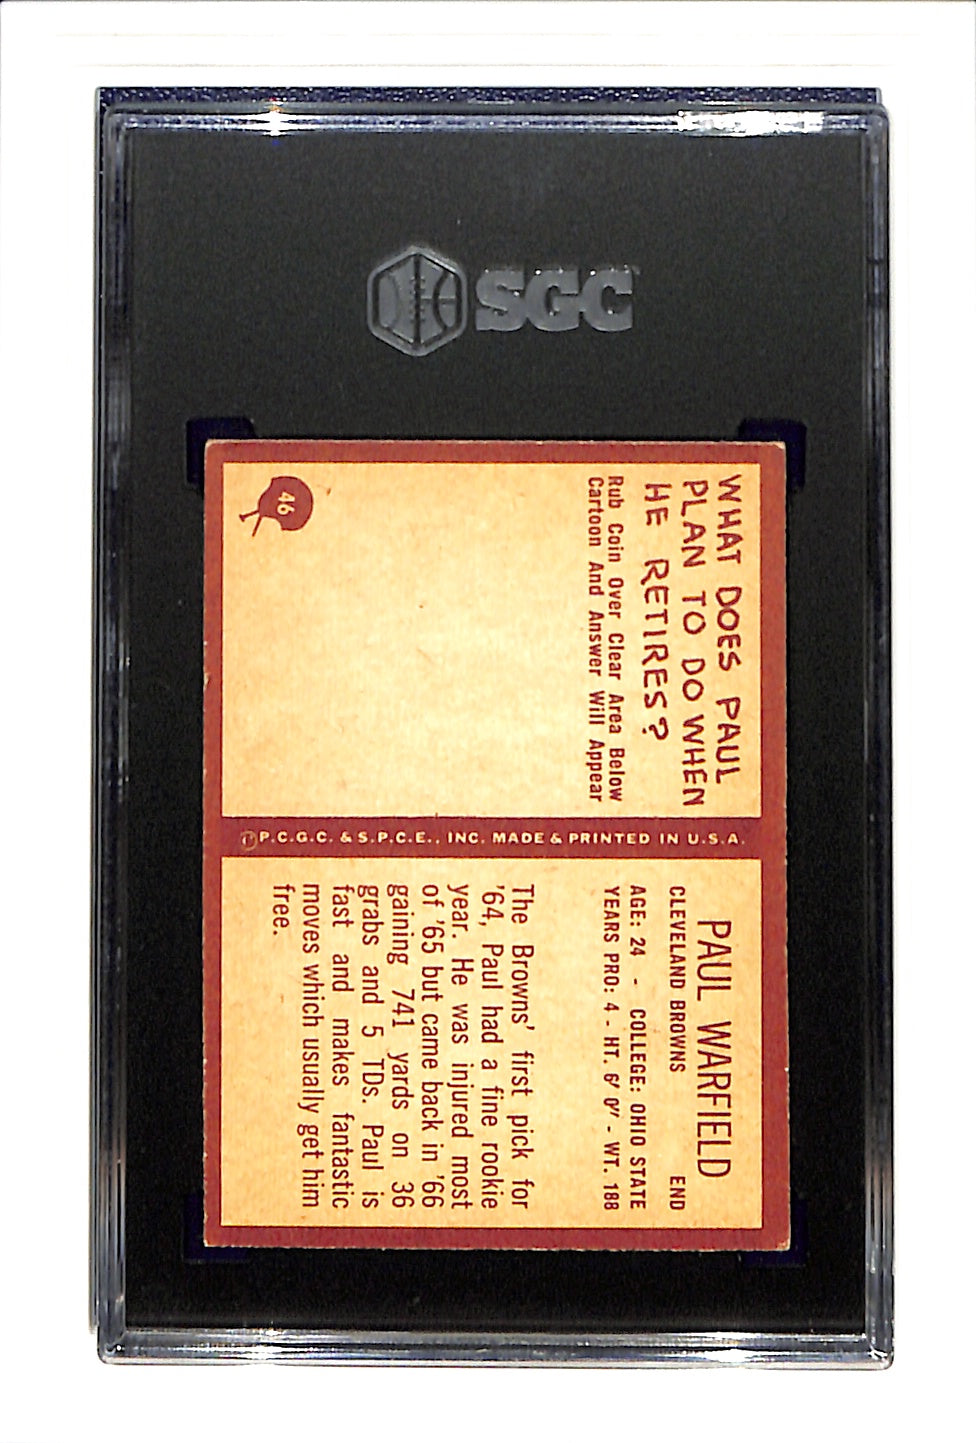 SGC
WHAT DOES PAUL
PLAN TO DO WHEN
HE RETIRES?
Rub Coin Over Clear Area Below
Cartoon And Answer Will Appear
46
©P.C.G.C. & S.P.C.E., INC. MADE & PRINTED IN U.S.A.
PAUL WARFIELD
CLEVELAND BROWNS END
AGE: 24 - COLLEGE: OHIO STATE
YEARS PRO: 4 - HT. 6' 0" - WT. 188
The Browns' first pick for
'64, Paul had a fine rookie
year. He was injured most
of '65 but came back in '66
gaining 741 yards on 36
grabs and 5 TDs. Paul is
fast and makes fantastic
moves which usually get him
free.